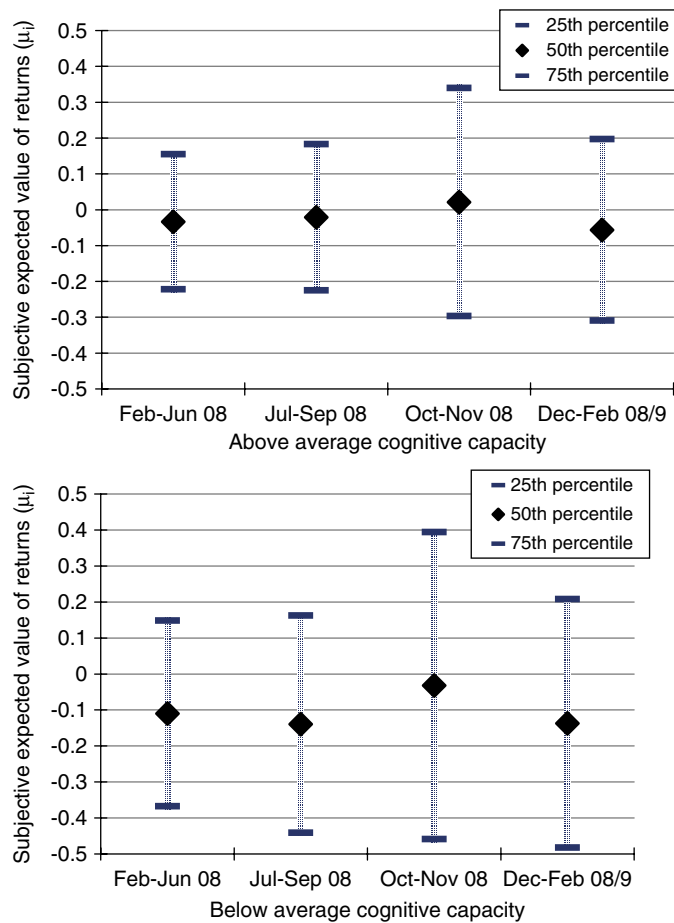 Subjective expected value of returns (μi)
0.5
0.4
0.3
0.2
0.1
0
-0.1
-0.2
-0.3
-0.4
-0.5
25th percentile
50th percentile
75th percentile
Feb-Jun 08 Jul-Sep 08 Oct-Nov 08 Dec-Feb 08/9
Above average cognitive capacity
Subjective expected value of returns (μi)
0.5
0.4
0.3
0.2
0.1
0
-0.1
-0.2
-0.3
-0.4
-0.5
25th percentile
50th percentile
75th percentile
Feb-Jun 08 Jul-Sep 08 Oct-Nov 08 Dec-Feb 08/9
Below average cognitive capacity